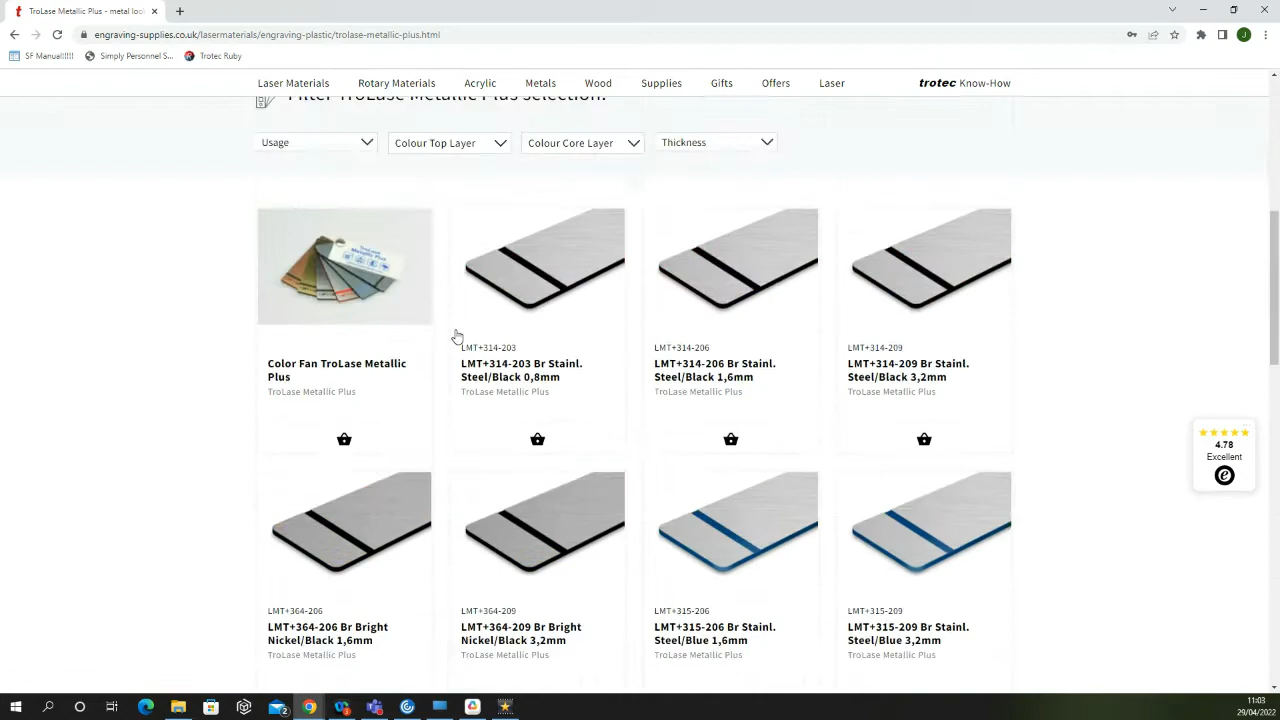 TroLase Metallic Plus - metal look
engraving-supplies.co.uk/lasermaterials/engraving-plastic/trolase-metallic-plus.html
J
SF Manual!!!!!
Simply Personnel S...
Trotec Ruby
Laser Materials
Rotary Materials
Acrylic
Metals
Wood
Supplies
Gifts
Offers
Laser
trotec Know-How
Filter TroLase Metallic Plus selection:
Usage
Colour Top Layer
Colour Core Layer
Thickness
TroLase
Metallic Plus
Color Fan TroLase Metallic
Plus
TroLase Metallic Plus
LMT+314-203
LMT+314-203 Br Stainl.
Steel/Black 0,8mm
TroLase Metallic Plus
LMT+314-206
LMT+314-206 Br Stainl.
Steel/Black 1,6mm
TroLase Metallic Plus
LMT+314-209
LMT+314-209 Br Stainl.
Steel/Black 3,2mm
TroLase Metallic Plus
LMT+364-206
LMT+364-206 Br Bright
Nickel/Black 1,6mm
TroLase Metallic Plus
LMT+364-209
LMT+364-209 Br Bright
Nickel/Black 3,2mm
TroLase Metallic Plus
LMT+315-206
LMT+315-206 Br Stainl.
Steel/Blue 1,6mm
TroLase Metallic Plus
LMT+315-209
LMT+315-209 Br Stainl.
Steel/Blue 3,2mm
TroLase Metallic Plus
4.78
Excellent
11:03
29/04/2022